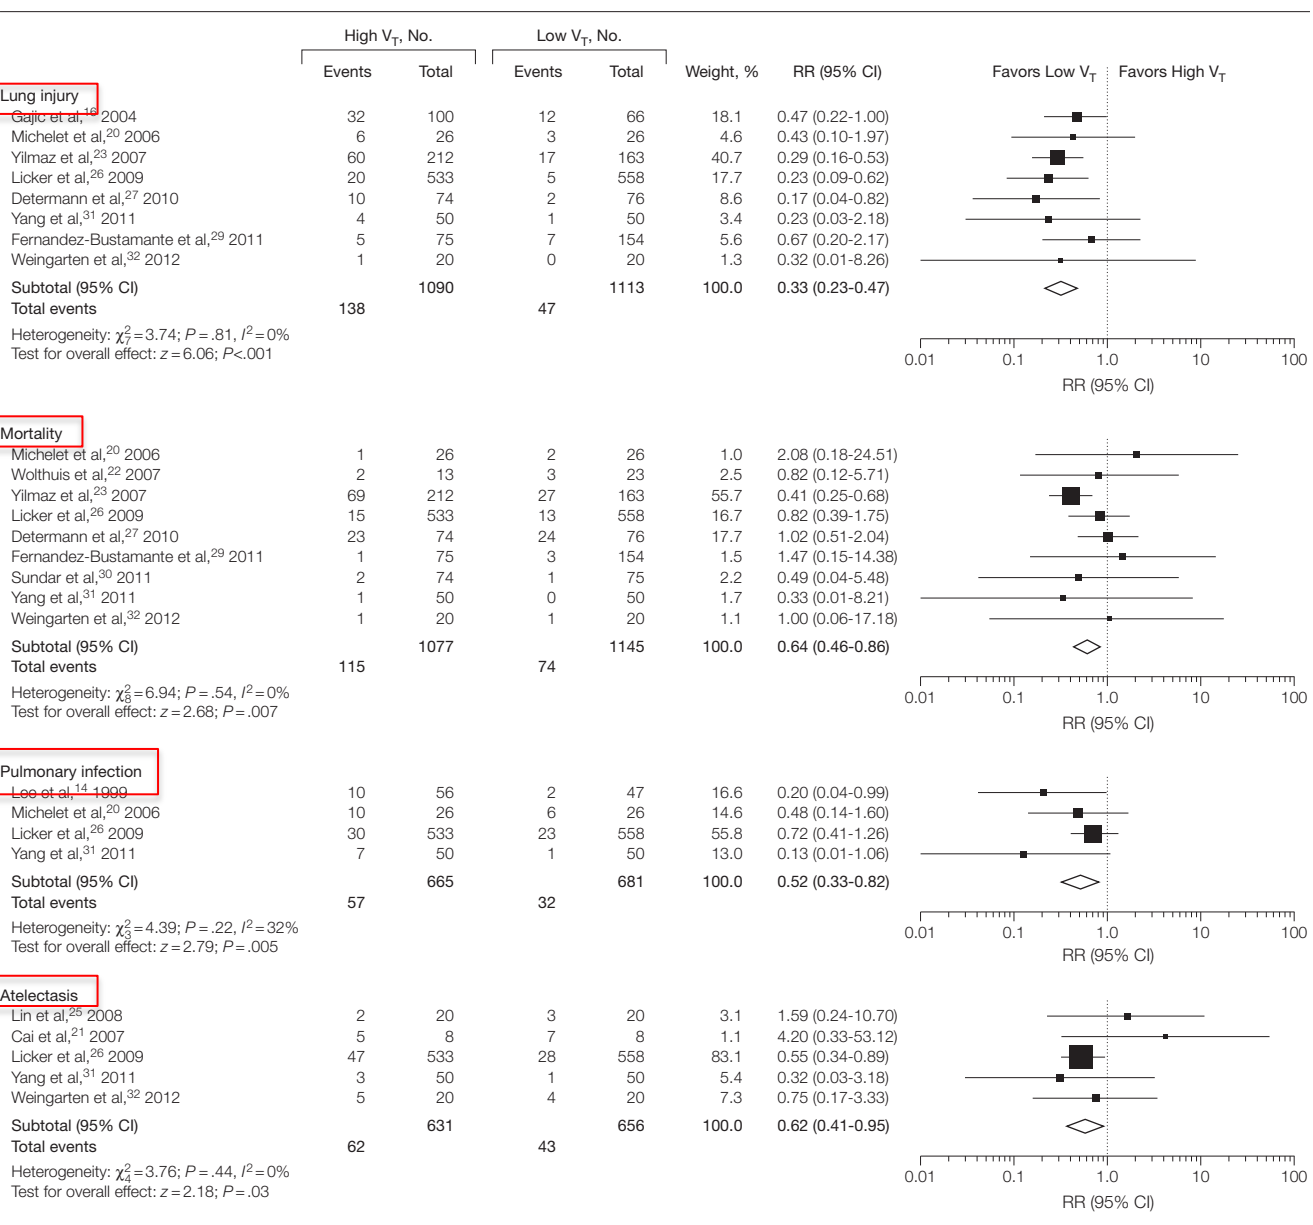 High VT, No. Low VT, No.
Events Total Events Total Weight, % RR (95% CI) Favors Low VT Favors High VT
Lung injury
Gajic et al,16 2004 32 100 12 66 18.1 0.47 (0.22-1.00)
Michelet et al,20 2006 6 26 3 26 4.6 0.43 (0.10-1.97)
Yilmaz et al,23 2007 60 212 17 163 40.7 0.29 (0.16-0.53)
Licker et al,26 2009 20 533 5 558 17.7 0.23 (0.09-0.62)
Determann et al,27 2010 10 74 2 76 8.6 0.17 (0.04-0.82)
Yang et al,31 2011 4 50 1 50 3.4 0.23 (0.03-2.18)
Fernandez-Bustamante et al,29 2011 5 75 7 154 5.6 0.67 (0.20-2.17)
Weingarten et al,32 2012 1 20 0 20 1.3 0.32 (0.01-8.26)
Subtotal (95% CI) 1090 1113 100.0 0.33 (0.23-0.47)
Total events 138 47
Heterogeneity: χ²₇=3.74; P=.81, I²=0%
Test for overall effect: z=6.06; P<.001
0.01 0.1 1.0 10 100
RR (95% CI)
Mortality
Michelet et al,20 2006 1 26 2 26 1.0 2.08 (0.18-24.51)
Wolthuis et al,22 2007 2 13 3 23 2.5 0.82 (0.12-5.71)
Yilmaz et al,23 2007 69 212 27 163 55.7 0.41 (0.25-0.68)
Licker et al,26 2009 15 533 13 558 16.7 0.82 (0.39-1.75)
Determann et al,27 2010 23 74 24 76 17.7 1.02 (0.51-2.04)
Fernandez-Bustamante et al,29 2011 1 75 3 154 1.5 1.47 (0.15-14.38)
Sundar et al,30 2011 2 74 1 75 2.2 0.49 (0.04-5.48)
Yang et al,31 2011 1 50 0 50 1.7 0.33 (0.01-8.21)
Weingarten et al,32 2012 1 20 1 20 1.1 1.00 (0.06-17.18)
Subtotal (95% CI) 1077 1145 100.0 0.64 (0.46-0.86)
Total events 115 74
Heterogeneity: χ²₈=6.94; P=.54, I²=0%
Test for overall effect: z=2.68; P=.007
0.01 0.1 1.0 10 100
RR (95% CI)
Pulmonary infection
Lee et al,14 1999 10 56 2 47 16.6 0.20 (0.04-0.99)
Michelet et al,20 2006 10 26 6 26 14.6 0.48 (0.14-1.60)
Licker et al,26 2009 30 533 23 558 55.8 0.72 (0.41-1.26)
Yang et al,31 2011 7 50 1 50 13.0 0.13 (0.01-1.06)
Subtotal (95% CI) 665 681 100.0 0.52 (0.33-0.82)
Total events 57 32
Heterogeneity: χ²₃=4.39; P=.22, I²=32%
Test for overall effect: z=2.79; P=.005
0.01 0.1 1.0 10 100
RR (95% CI)
Atelectasis
Lin et al,25 2008 2 20 3 20 3.1 1.59 (0.24-10.70)
Cai et al,21 2007 5 8 7 8 1.1 4.20 (0.33-53.12)
Licker et al,26 2009 47 533 28 558 83.1 0.55 (0.34-0.89)
Yang et al,31 2011 3 50 1 50 5.4 0.32 (0.03-3.18)
Weingarten et al,32 2012 5 20 4 20 7.3 0.75 (0.17-3.33)
Subtotal (95% CI) 631 656 100.0 0.62 (0.41-0.95)
Total events 62 43
Heterogeneity: χ²₄=3.76; P=.44, I²=0%
Test for overall effect: z=2.18; P=.03
0.01 0.1 1.0 10 100
RR (95% CI)